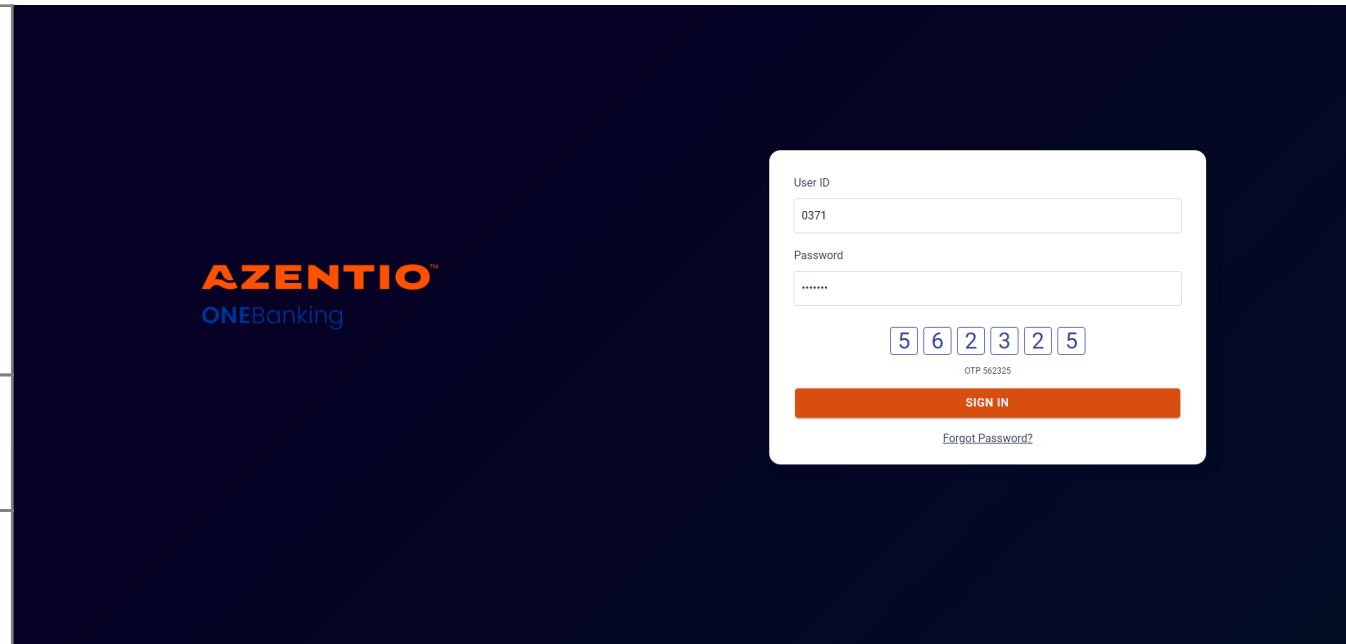 AZENTIO™
ONEBanking
User ID
0371
Password
•••••••
5 6 2 3 2 5
OTP 562325
SIGN IN
Forgot Password?